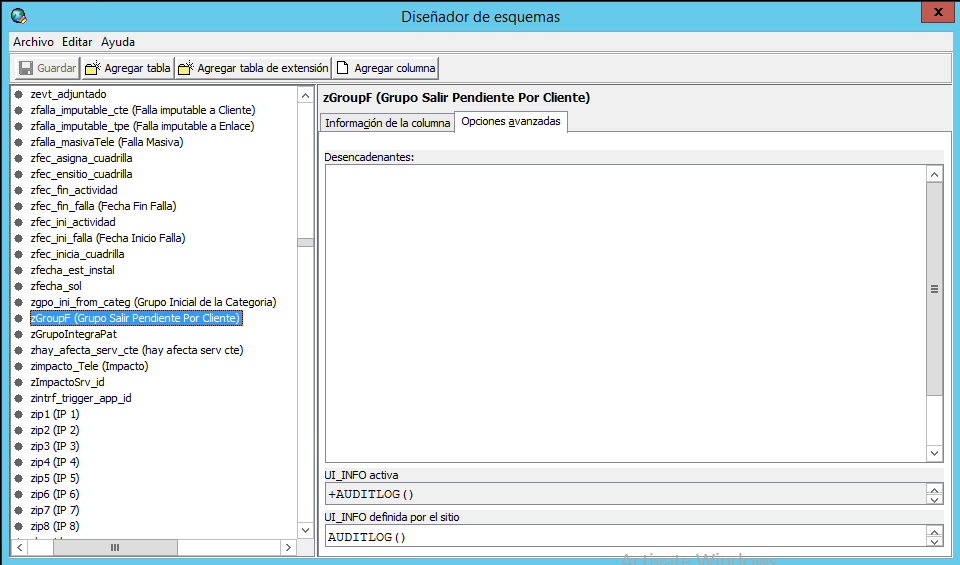 Diseñador de esquemas
X
Archivo Editar Ayuda
Guardar Agregar tabla Agregar tabla de extensión Agregar columna
zevt_adjuntado
zfalla_imputable_cte (Falla imputable a Cliente)
zfalla_imputable_tpe (Falla imputable a Enlace)
zfalla_masivaTele (Falla Masiva)
zfec_asigna_cuadrilla
zfec_ensitio_cuadrilla
zfec_fin_actividad
zfec_fin_falla (Fecha Fin Falla)
zfec_ini_actividad
zfec_ini_falla (Fecha Inicio Falla)
zfec_inicia_cuadrilla
zfecha_est_instal
zfecha_sol
zgpo_ini_from_categ (Grupo Inicial de la Categoria)
zGroupF (Grupo Salir Pendiente Por Cliente)
zGrupoIntegraPat
zhay_afecta_serv_cte (hay afecta serv cte)
zimpacto_Tele (Impacto)
zImpactoSrv_id
zintrf_trigger_app_id
zip1 (IP 1)
zip2 (IP 2)
zip3 (IP 3)
zip4 (IP 4)
zip5 (IP 5)
zip6 (IP 6)
zip7 (IP 7)
zip8 (IP 8)
zGroupF (Grupo Salir Pendiente Por Cliente)
Información de la columna Opciones avanzadas
Desencadenantes:
UI_INFO activa
+AUDITLOG()
UI_INFO definida por el sitio
AUDITLOG()
Activate Windows